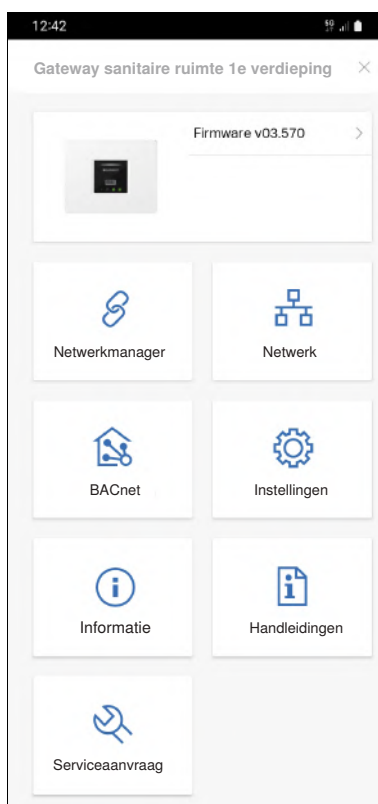 12:42
Gateway sanitaire ruimte 1e verdieping
Firmware v03.570
Netwerkmanager
Netwerk
BACnet
Instellingen
Informatie
Handleidingen
Serviceaanvraag